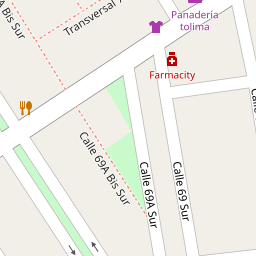 Panadería
tolima
Transversal
A Bis Sur
Farmacity
Calle 69A Bis Sur
Calle 69A Sur
Calle 69 Sur